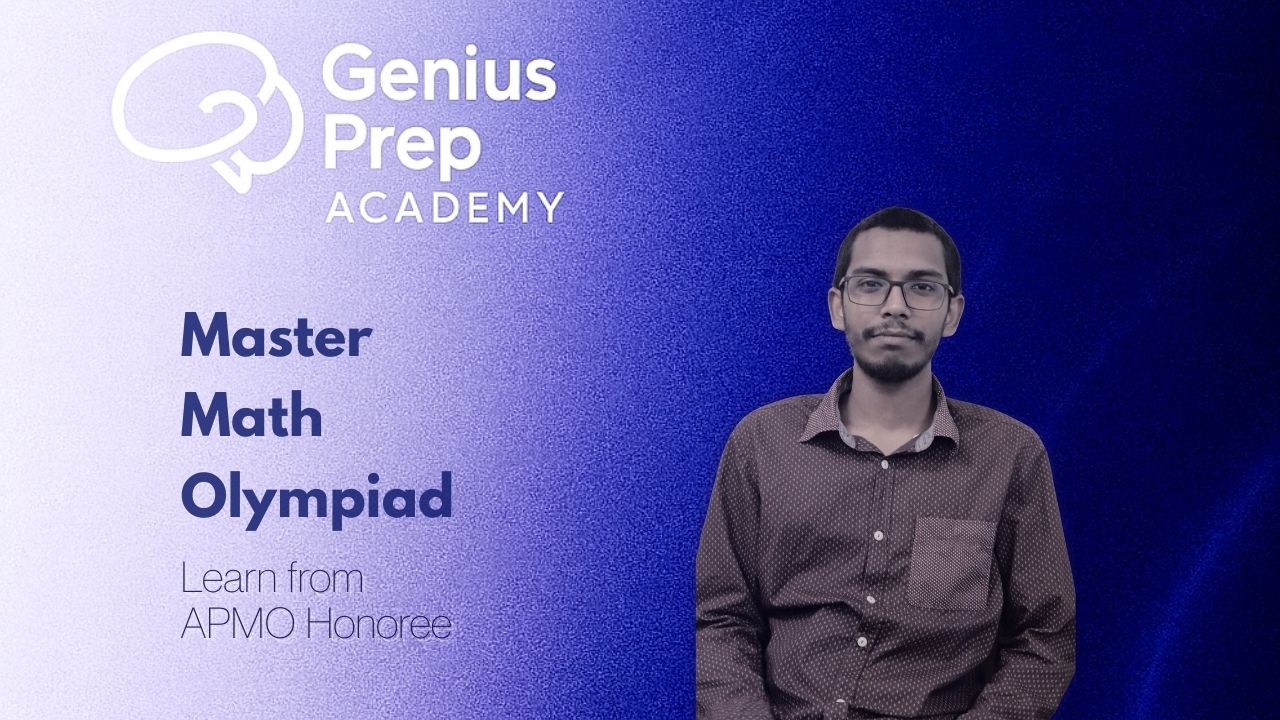 Genius
Prep
ACADEMY
Master
Math
Olympiad
Learn from
APMO Honoree